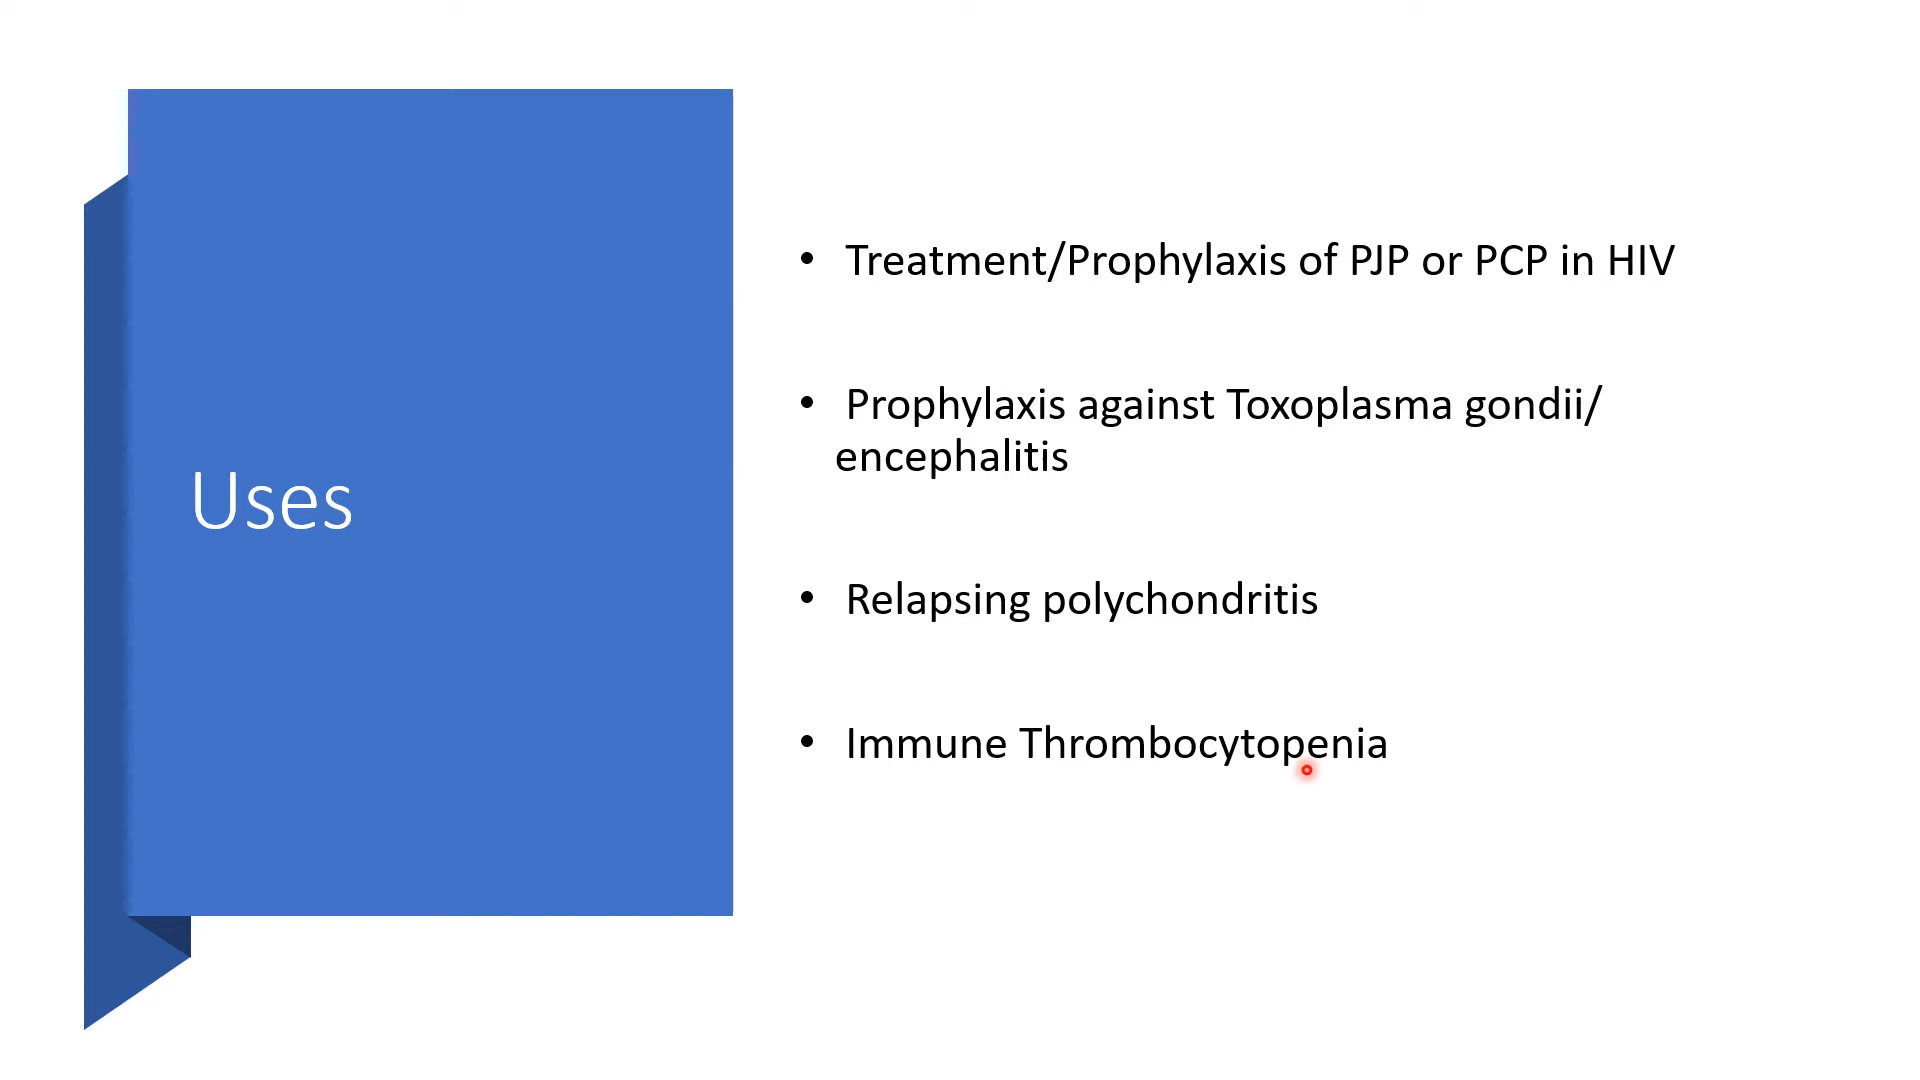 Uses
• Treatment/Prophylaxis of PJP or PCP in HIV
• Prophylaxis against Toxoplasma gondii/
encephalitis
• Relapsing polychondritis
• Immune Thrombocytopenia